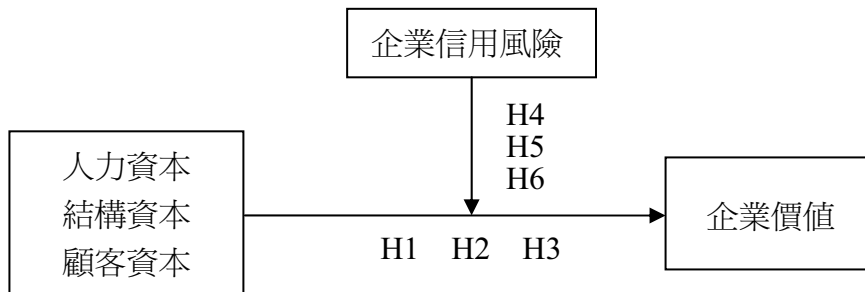 企業信用風險
H4
H5
H6
人力資本
結構資本
顧客資本
企業價值
H1 H2 H3